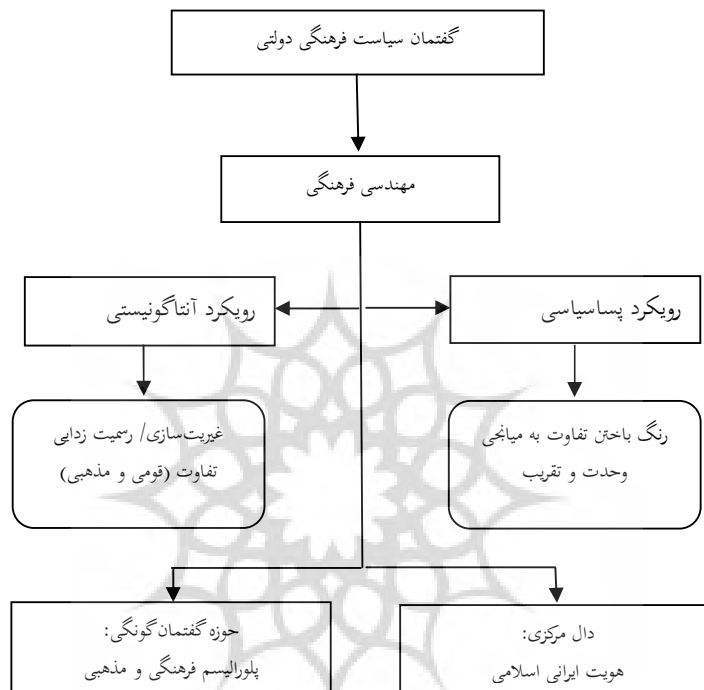 گفتمان سیاست فرهنگی دولتی
مهندسی فرهنگی
رویکرد پساسیاسی
رویکرد آنتاگونیستی
رنگ باختن تفاوت به میانجی
وحدت و تقریب
غیریت‌سازی/ رسمیت زدایی
تفاوت (قومی و مذهبی)
دال مرکزی:
هویت ایرانی اسلامی
حوزه گفتمان‌گونگی:
پلورالیسم فرهنگی و مذهبی